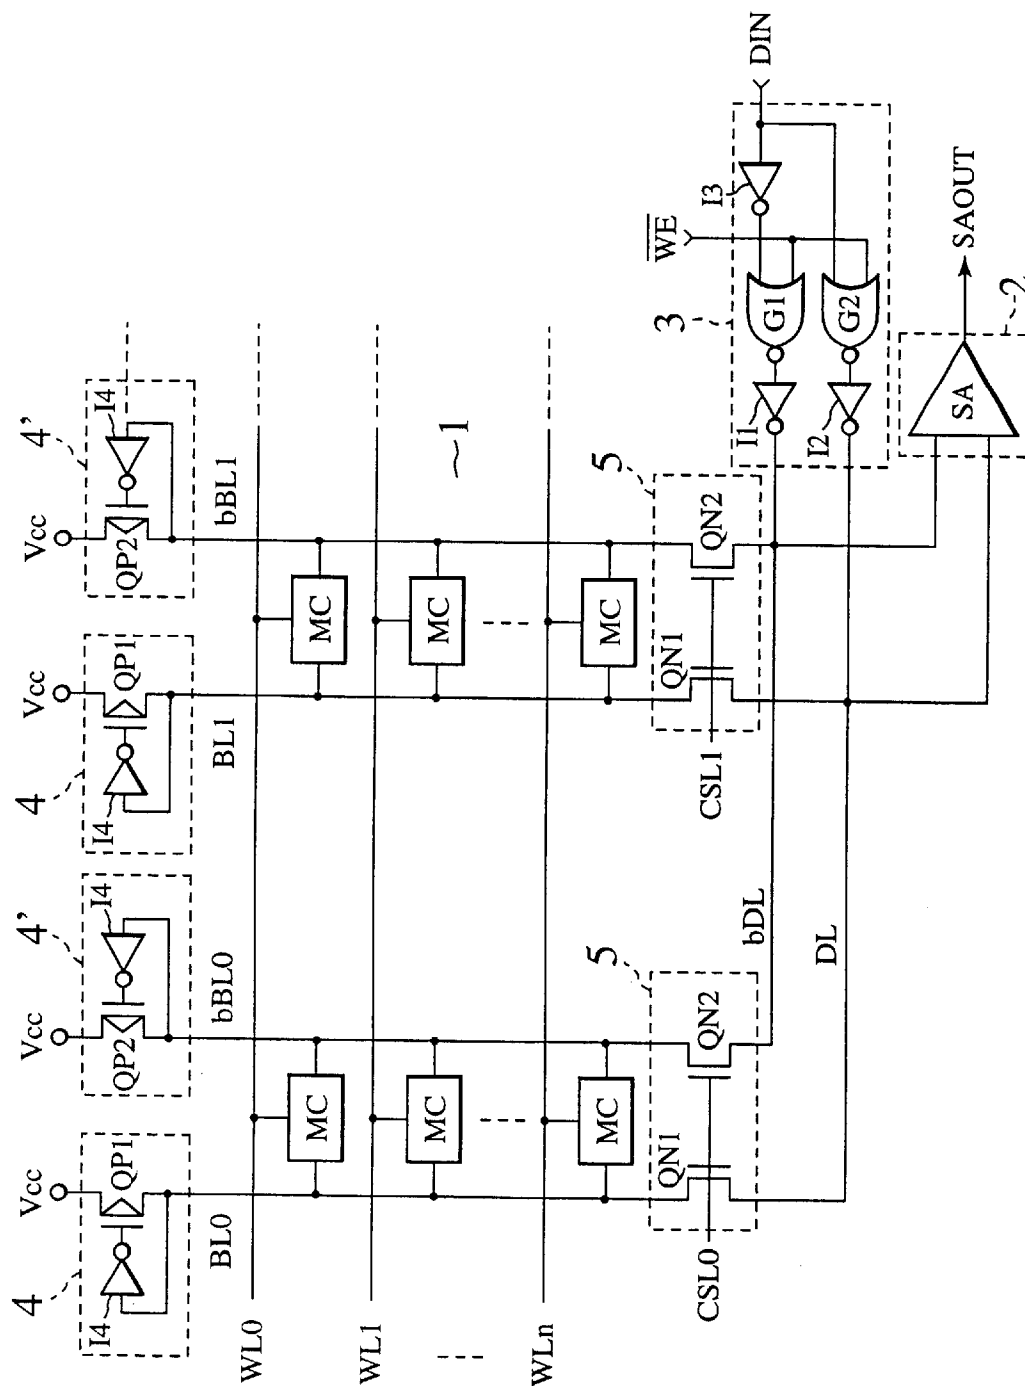 4
I4
Vcc
QP1
4'
I4
Vcc
QP2
4
I4
Vcc
QP1
4'
I4
Vcc
QP2
BL0
bBL0
BL1
bBL1
WL0
MC
MC
WL1
MC
MC
1
WLn
MC
MC
5
QN1
QN2
CSL0
5
QN1
QN2
CSL1
bDL
DL
3
WE
DIN
I3
G1
G2
I1
I2
SA
SAOUT
2